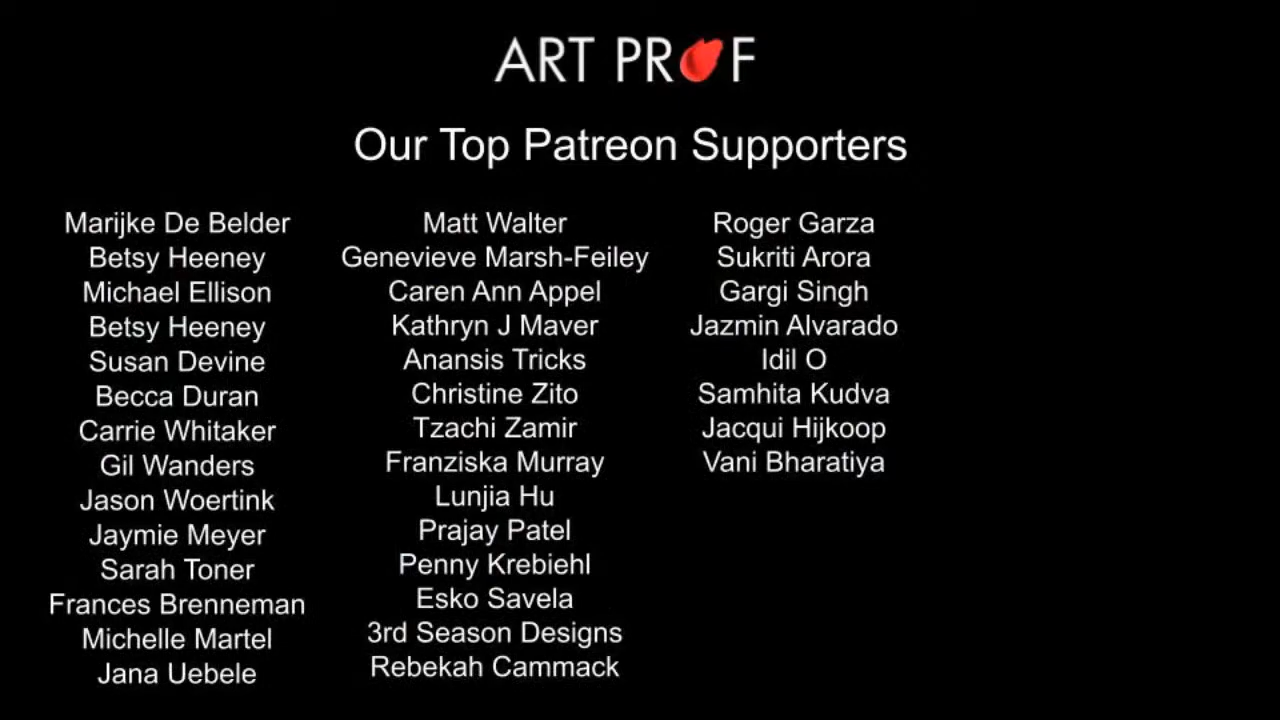 ART PROF
Our Top Patreon Supporters
Marijke De Belder
Betsy Heeney
Michael Ellison
Betsy Heeney
Susan Devine
Becca Duran
Carrie Whitaker
Gil Wanders
Jason Woertink
Jaymie Meyer
Sarah Toner
Frances Brenneman
Michelle Martel
Jana Uebele
Matt Walter
Genevieve Marsh-Feiley
Caren Ann Appel
Kathryn J Maver
Anansis Tricks
Christine Zito
Tzachi Zamir
Franziska Murray
Lunjia Hu
Prajay Patel
Penny Krebiehl
Esko Savela
3rd Season Designs
Rebekah Cammack
Roger Garza
Sukriti Arora
Gargi Singh
Jazmin Alvarado
Idil O
Samhita Kudva
Jacqui Hijkoop
Vani Bharatiya